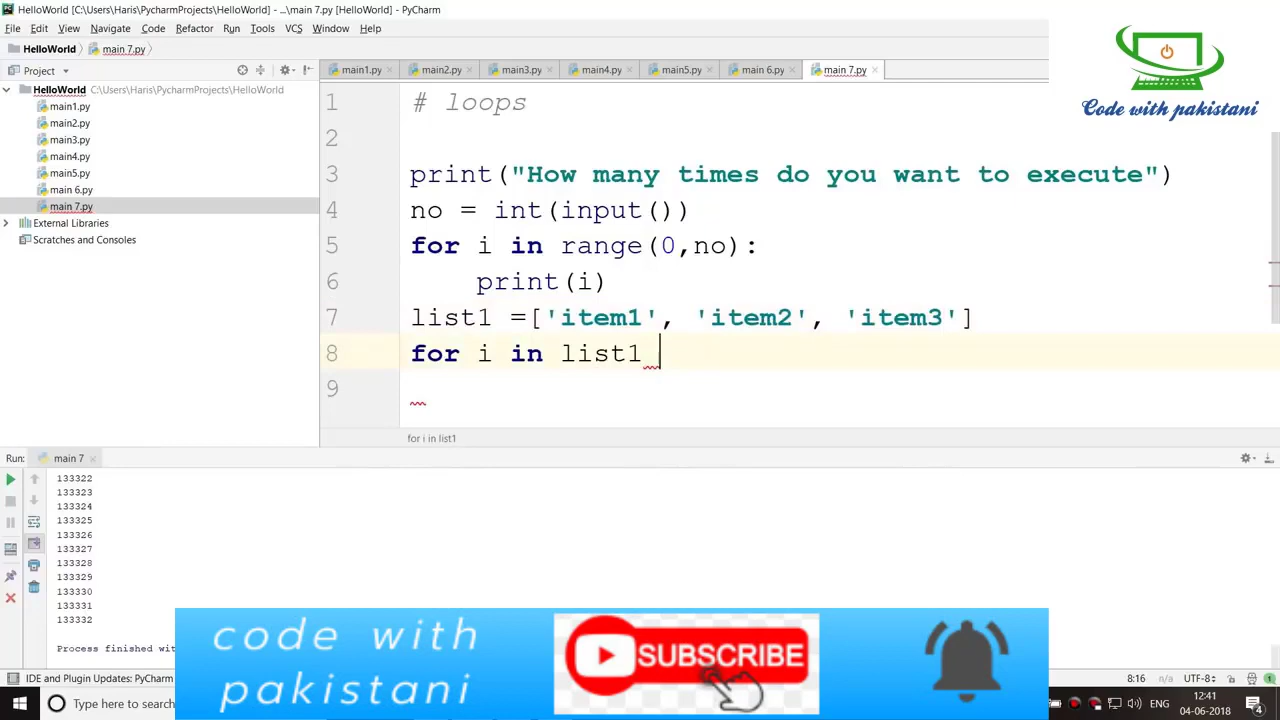 HelloWorld [C:\Users\Haris\PycharmProjects\HelloWorld] - ...\main 7.py [HelloWorld] - PyCharm
File Edit View Navigate Code Refactor Run Tools VCS Window Help
HelloWorld main 7.py
Project
main1.py main2.py main3.py main4.py main5.py main 6.py main 7.py
HelloWorld C:\Users\Haris\PycharmProjects\HelloWorld
main1.py
main2.py
main3.py
main4.py
main5.py
main 6.py
main 7.py
External Libraries
Scratches and Consoles
1 # loops
2
3 print("How many times do you want to execute")
4 no = int(input())
5 for i in range(0,no):
6 print(i)
7 list1 =['item1', 'item2', 'item3']
8 for i in list1
9
for i in list1
Code with pakistani
Run: main 7
133322
133323
133324
133325
133326
133327
133328
133329
133330
133331
133332
Process finished wit
code with
pakistani
SUBSCRIBE
IDE and Plugin Updates: PyCharm
8:16 n/a UTF-8
Type here to search
12:41
04-06-2018